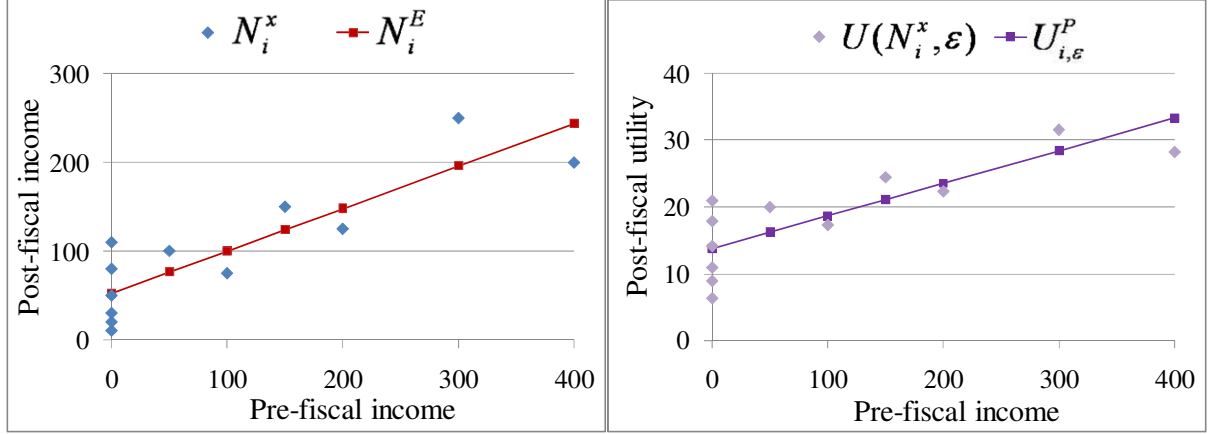 N_i^x N_i^E
Post-fiscal income
300
200
100
0
0 100 200 300 400
Pre-fiscal income
U(N_i^x, ε) U_{i,ε}^P
Post-fiscal utility
40
30
20
10
0
0 100 200 300 400
Pre-fiscal income